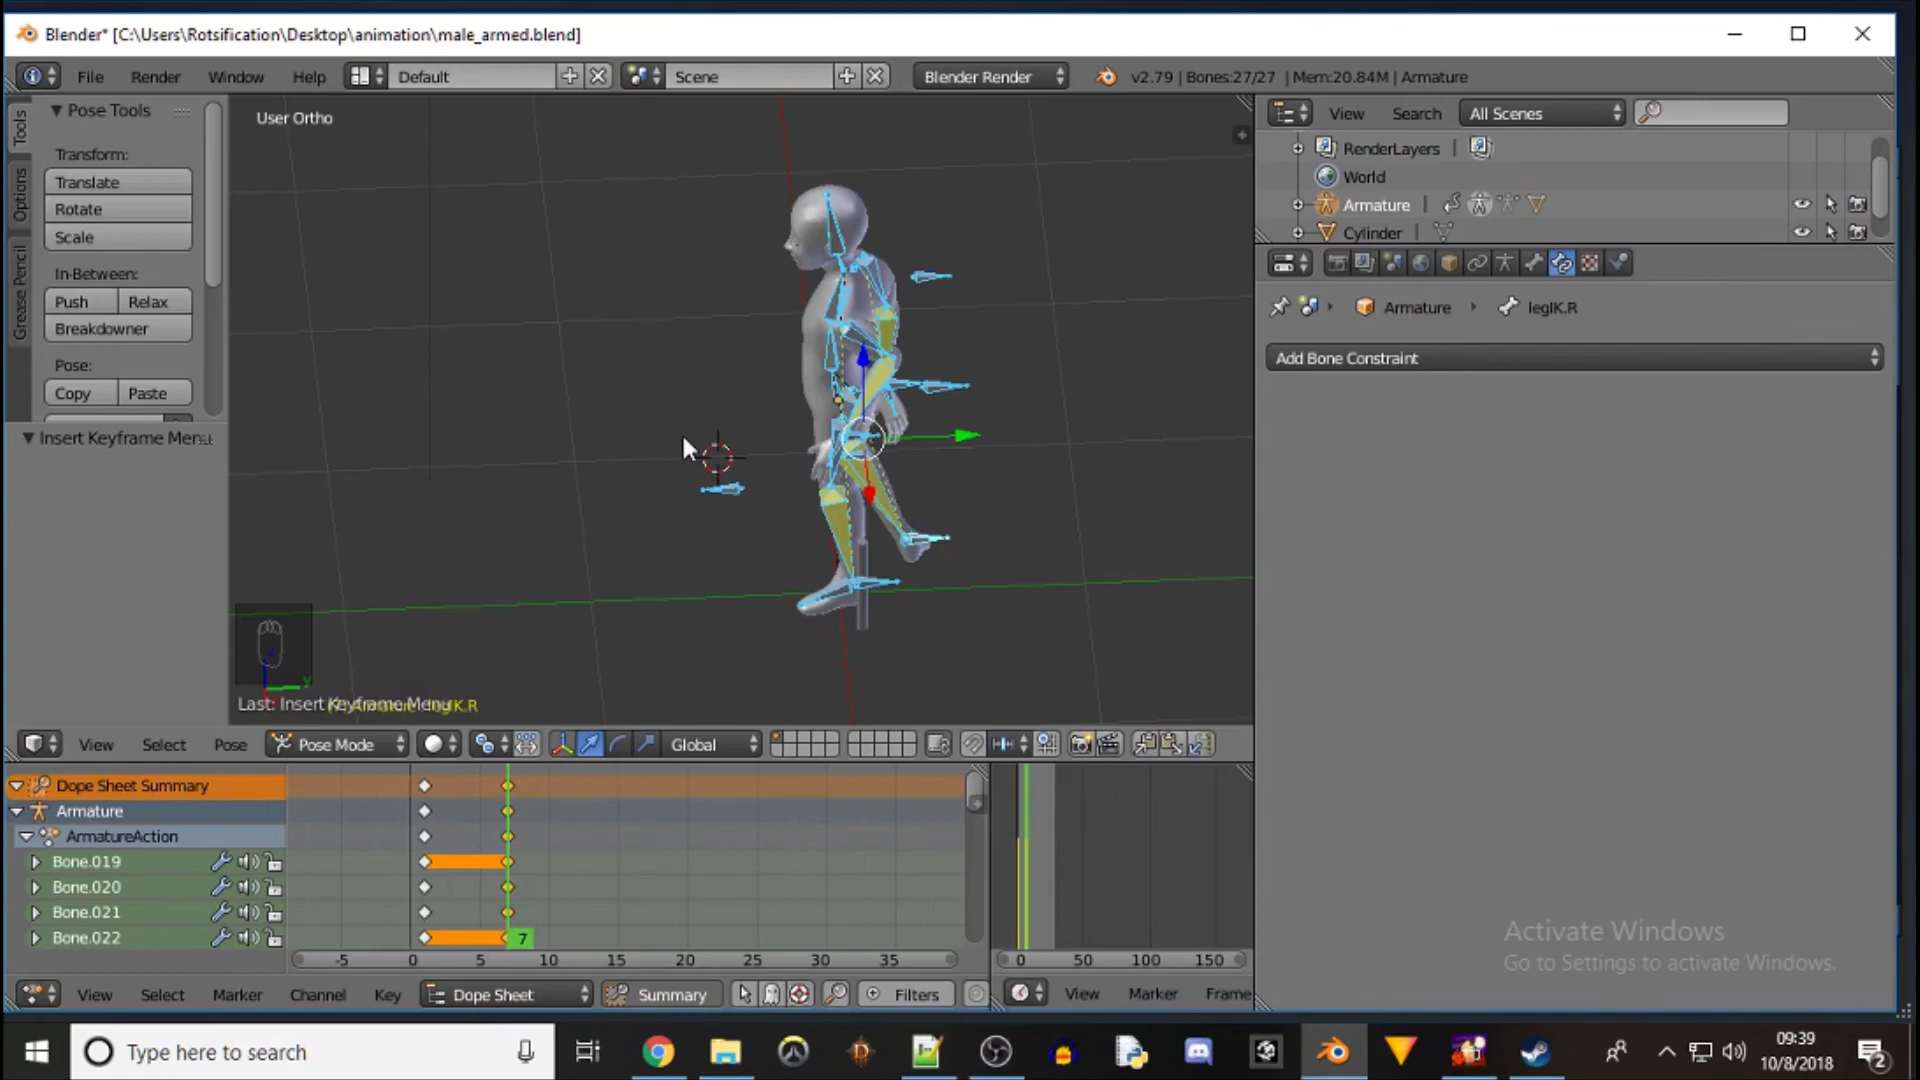 Blender* [C:\Users\Rotsification\Desktop\animation\male_armed.blend]
File Render Window Help Default Scene Blender Render v2.79 | Bones:27/27 | Mem:20.84M | Armature
Tools
Options
Grease Pencil
Pose Tools
Transform:
Translate
Rotate
Scale
In-Between:
Push Relax
Breakdowner
Pose:
Copy Paste
Insert Keyframe Menu
User Ortho
Last: Insert Keyframe Menu
View Select Pose Pose Mode Global
View Search All Scenes
RenderLayers
World
Armature
Cylinder
Armature legIK.R
Add Bone Constraint
Dope Sheet Summary
Armature
ArmatureAction
Bone.019
Bone.020
Bone.021
Bone.022
7
-5 0 5 10 15 20 25 30 35
0 50 100 150
View Select Marker Channel Key Dope Sheet Summary Filters
View Marker Frame
Activate Windows
Go to Settings to activate Windows.
Type here to search
09:39
10/8/2018
2